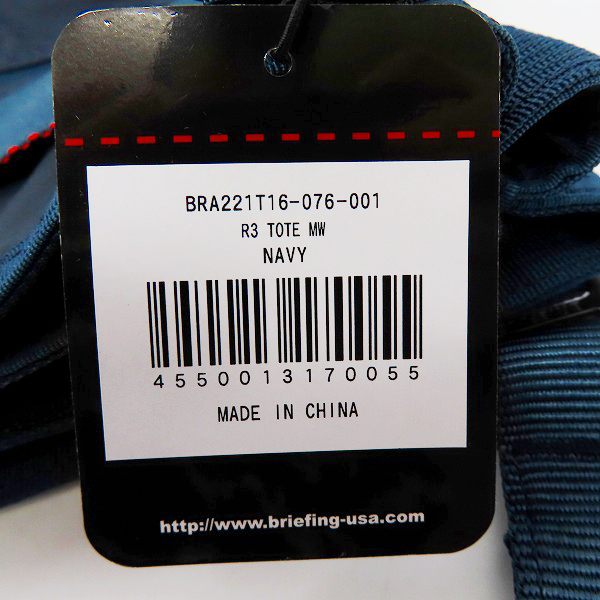 BRA221T16-076-001
R3 TOTE MW
NAVY
4550013170055
MADE IN CHINA
http://www.briefing-usa.com